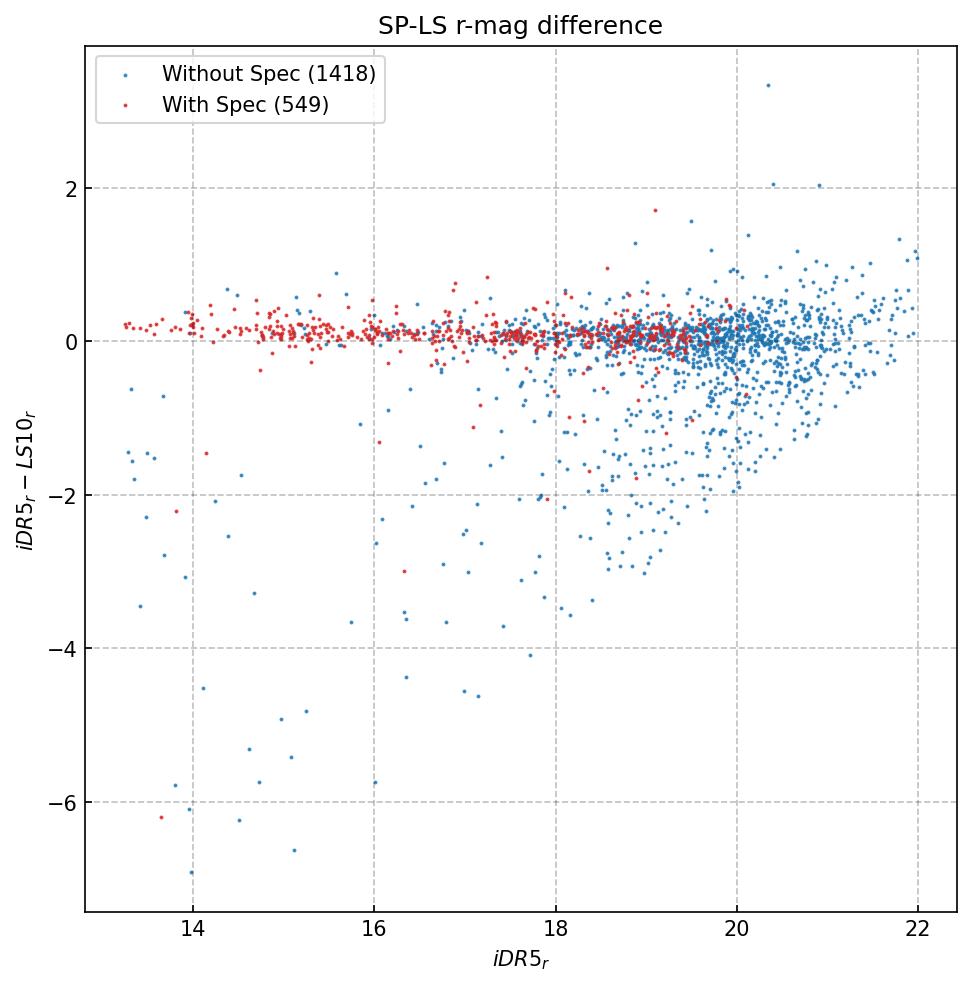 SP-LS r-mag difference
Without Spec (1418)
With Spec (549)
2
0
−2
−4
−6
iDR5r − LS10r
14 16 18 20 22
iDR5r